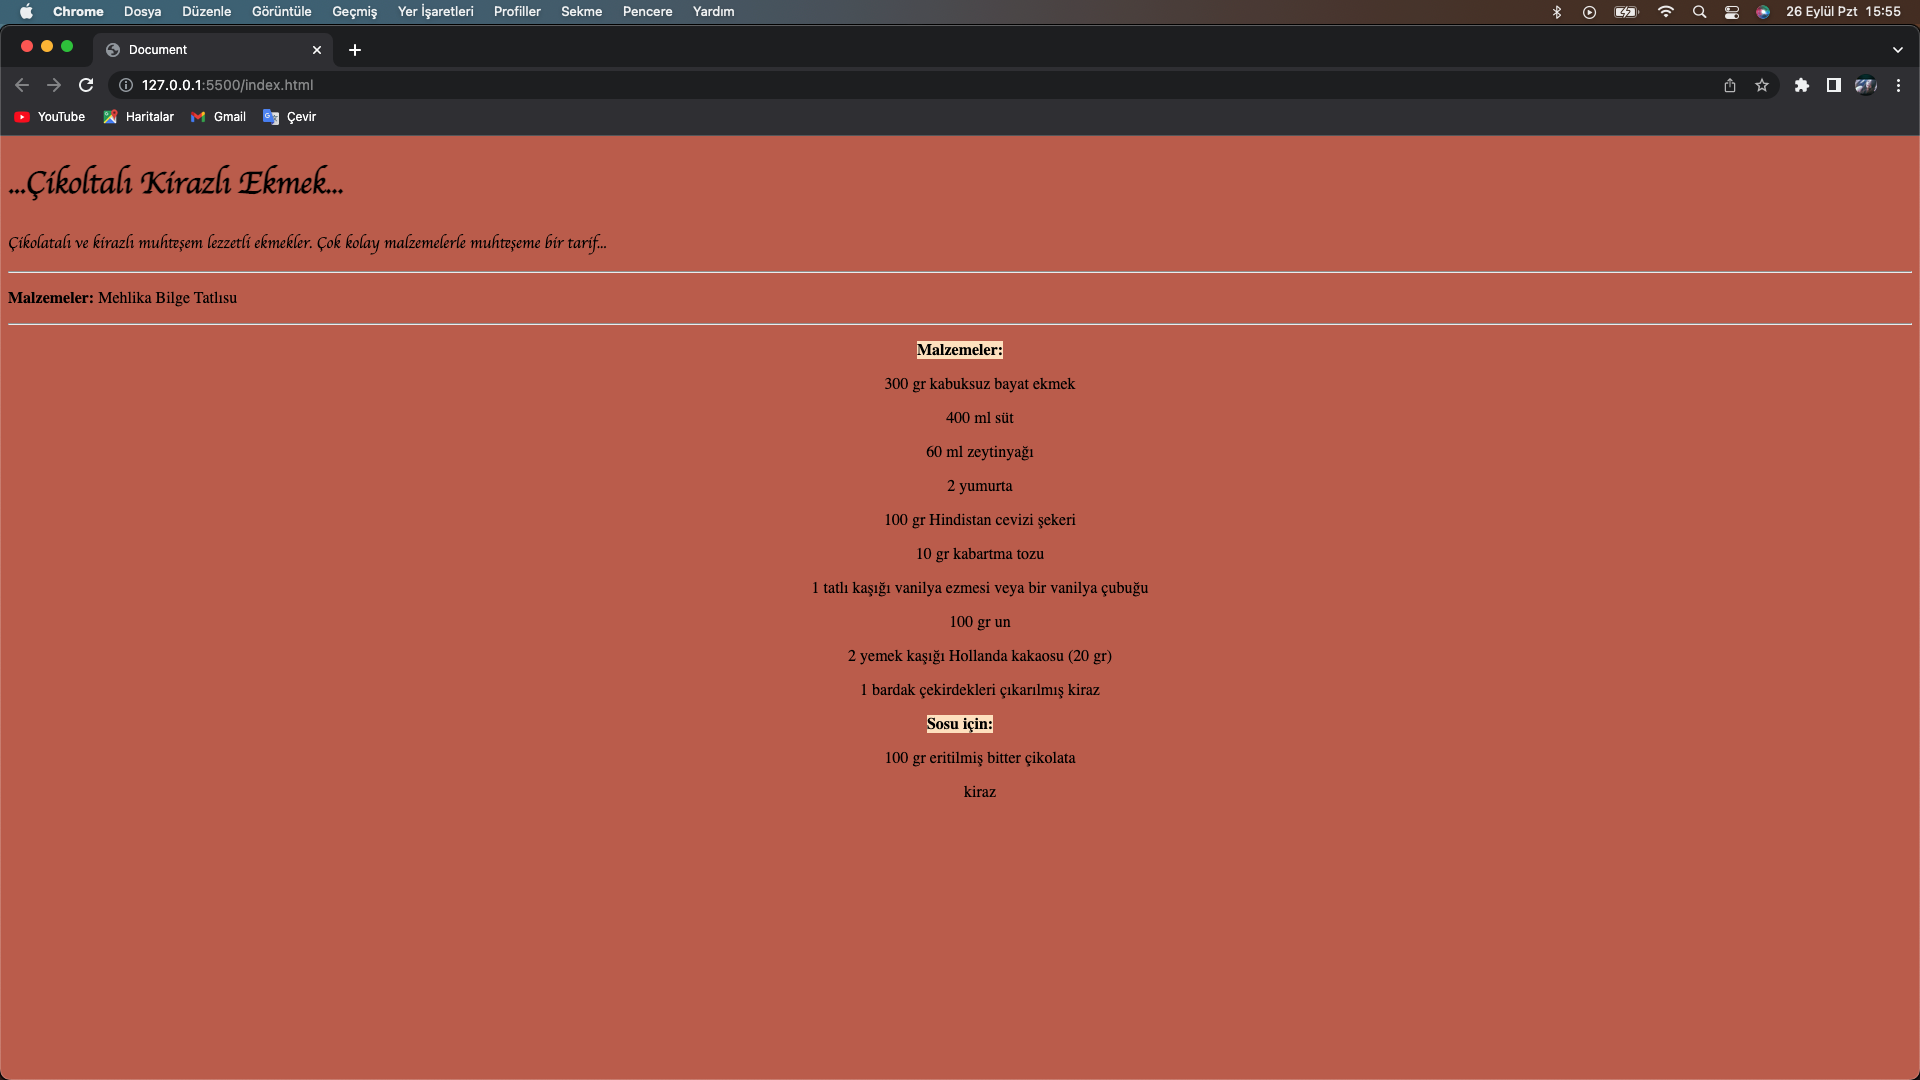 Chrome Dosya Düzenle Görüntüle Geçmiş Yer İşaretleri Profiller Sekme Pencere Yardım 26 Eylül Pzt 15:55
Document
127.0.0.1:5500/index.html
YouTube Haritalar Gmail Çevir
...Çikoltalı Kirazlı Ekmek...
Çikolatalı ve kirazlı muhteşem lezzetli ekmekler. Çok kolay malzemelerle muhteşeme bir tarif...
Malzemeler: Mehlika Bilge Tatlısu
Malzemeler:
300 gr kabuksuz bayat ekmek
400 ml süt
60 ml zeytinyağı
2 yumurta
100 gr Hindistan cevizi şekeri
10 gr kabartma tozu
1 tatlı kaşığı vanilya ezmesi veya bir vanilya çubuğu
100 gr un
2 yemek kaşığı Hollanda kakaosu (20 gr)
1 bardak çekirdekleri çıkarılmış kiraz
Sosu için:
100 gr eritilmiş bitter çikolata
kiraz